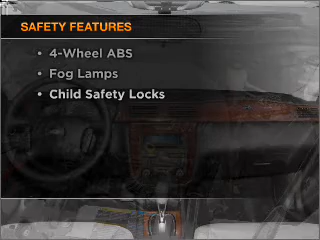 SAFETY FEATURES
• 4-Wheel ABS
• Fog Lamps
• Child Safety Locks